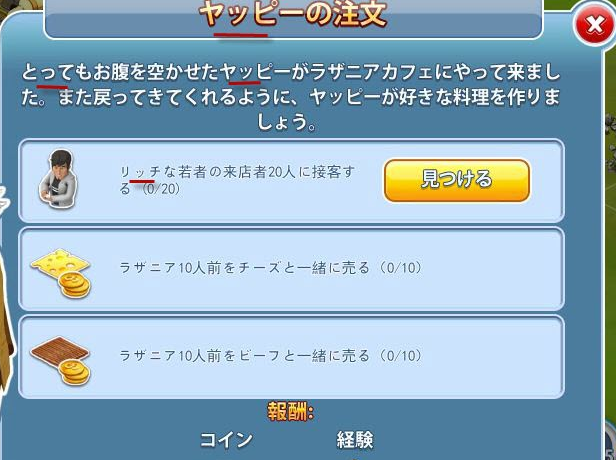 ヤッピーの注文
とってもお腹を空かせたヤッピーがラザニアカフェにやって来まし
た。また戻ってきてくれるように、ヤッピーが好きな料理を作りま
しょう。
リッチな若者の来店者20人に接客す
る（0/20）
見つける
ラザニア10人前をチーズと一緒に売る（0/10）
ラザニア10人前をビーフと一緒に売る（0/10）
報酬:
コイン 経験